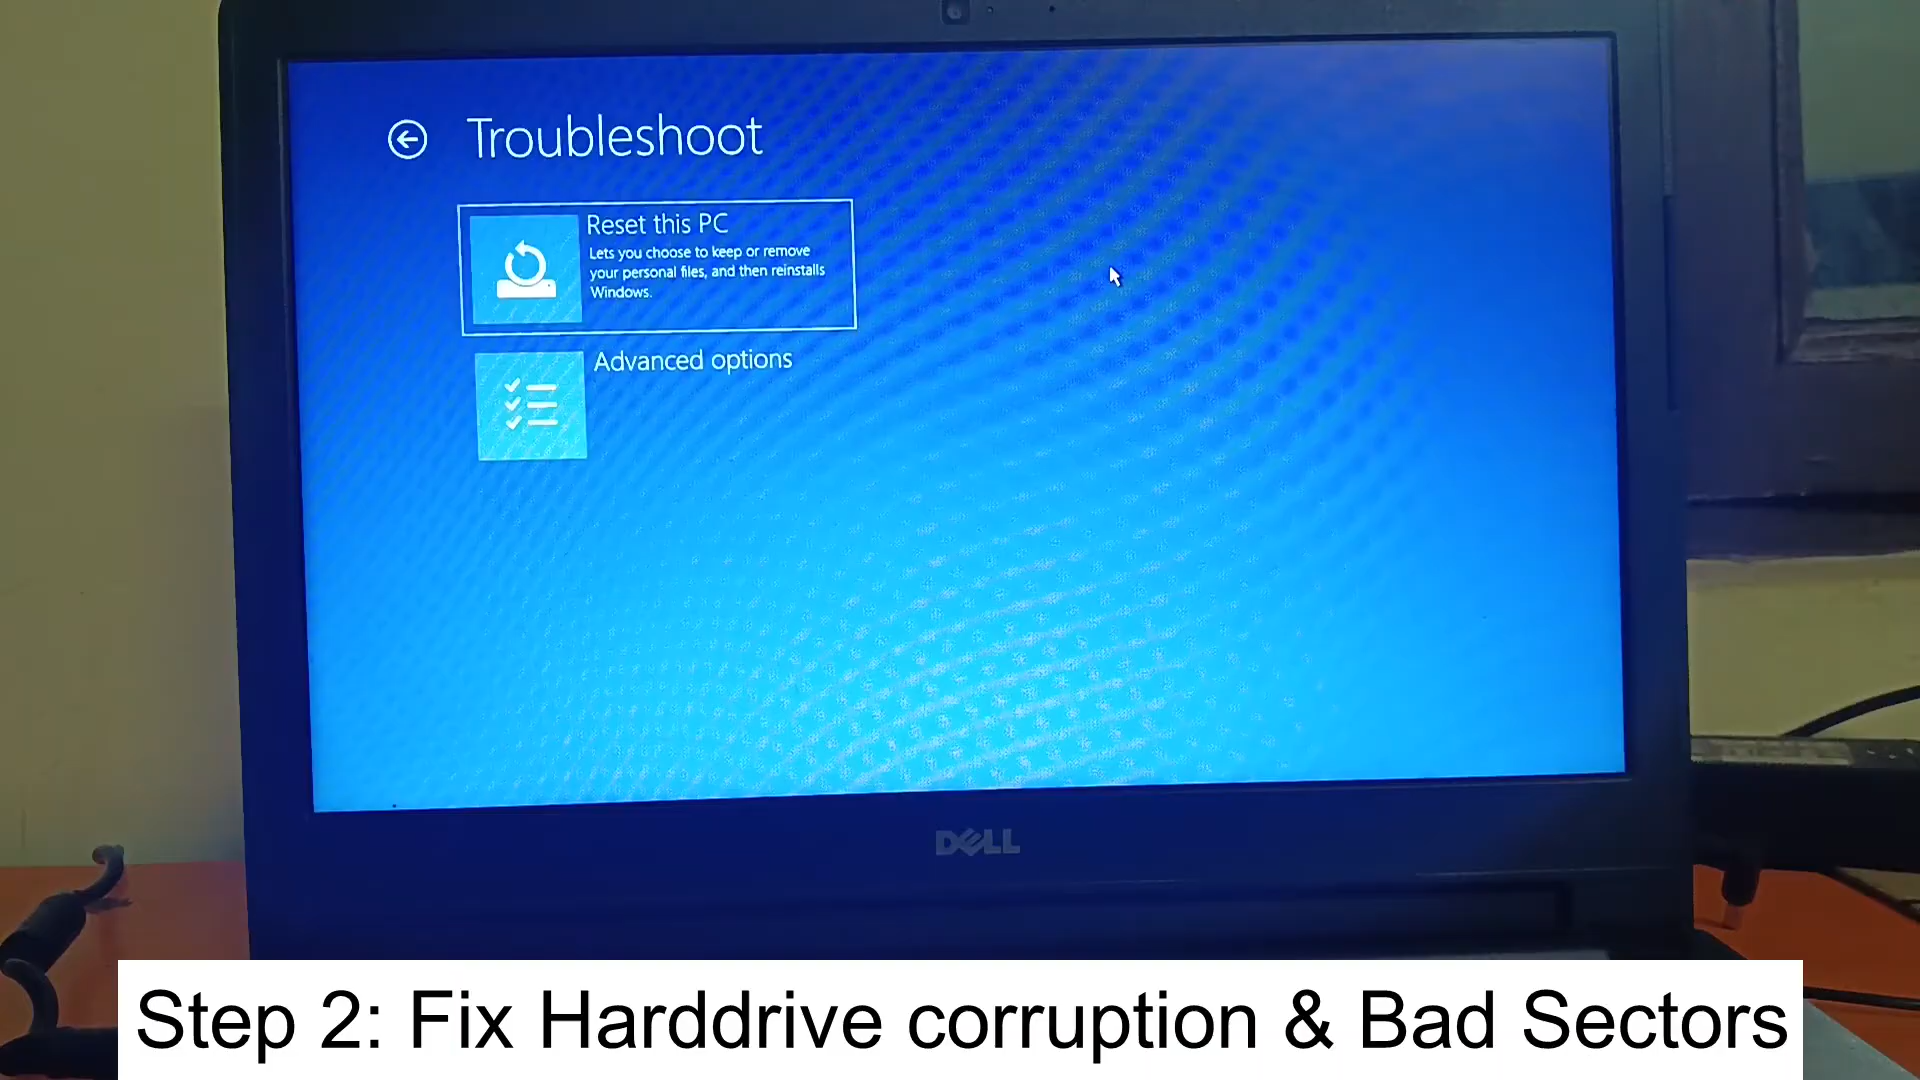 Troubleshoot
Reset this PC
Lets you choose to keep or remove
your personal files, and then reinstalls
Windows.
Advanced options
DELL
Step 2: Fix Harddrive corruption & Bad Sectors